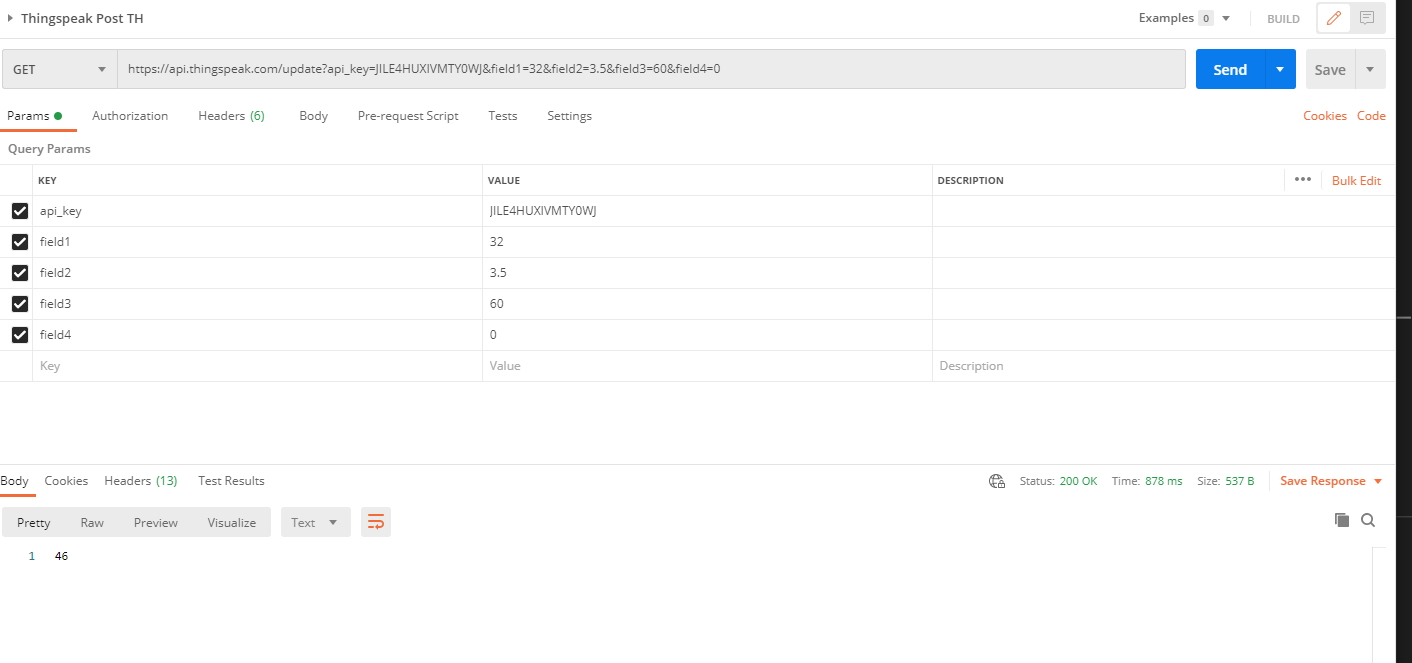 Thingspeak Post TH Examples 0 BUILD
GET https://api.thingspeak.com/update?api_key=JILE4HUXIVMTY0WJ&field1=32&field2=3.5&field3=60&field4=0 Send Save
Params Authorization Headers (6) Body Pre-request Script Tests Settings Cookies Code
Query Params
KEY VALUE DESCRIPTION ••• Bulk Edit
api_key JILE4HUXIVMTY0WJ
field1 32
field2 3.5
field3 60
field4 0
Key Value Description
Body Cookies Headers (13) Test Results Status: 200 OK Time: 878 ms Size: 537 B Save Response
Pretty Raw Preview Visualize Text
1 46